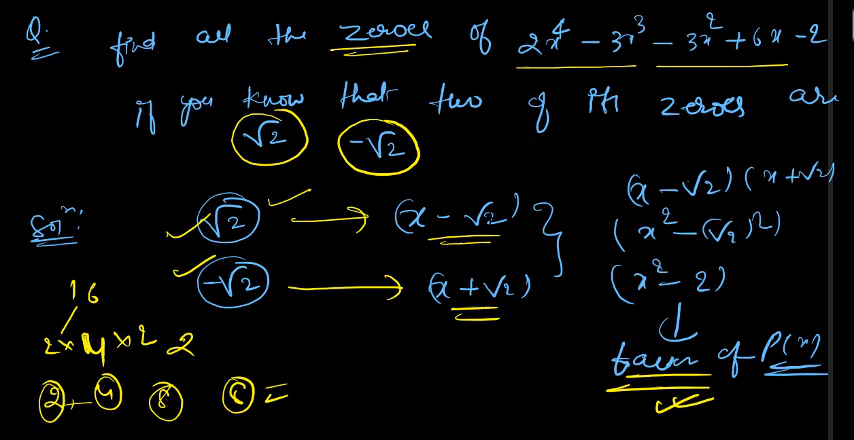 Q. find all the zeroes of 2x⁴ - 3x³ - 3x² + 6x - 2
if you know that two of its zeroes are
√2 -√2
Solⁿ: √2 → (x - √2)
-√2 → (x + √2)
(x - √2) (x + √2)
(x² - (√2)²)
(x² - 2)
↓
factor of P(x)
16
2 × 4 × 2 2
2 4 8